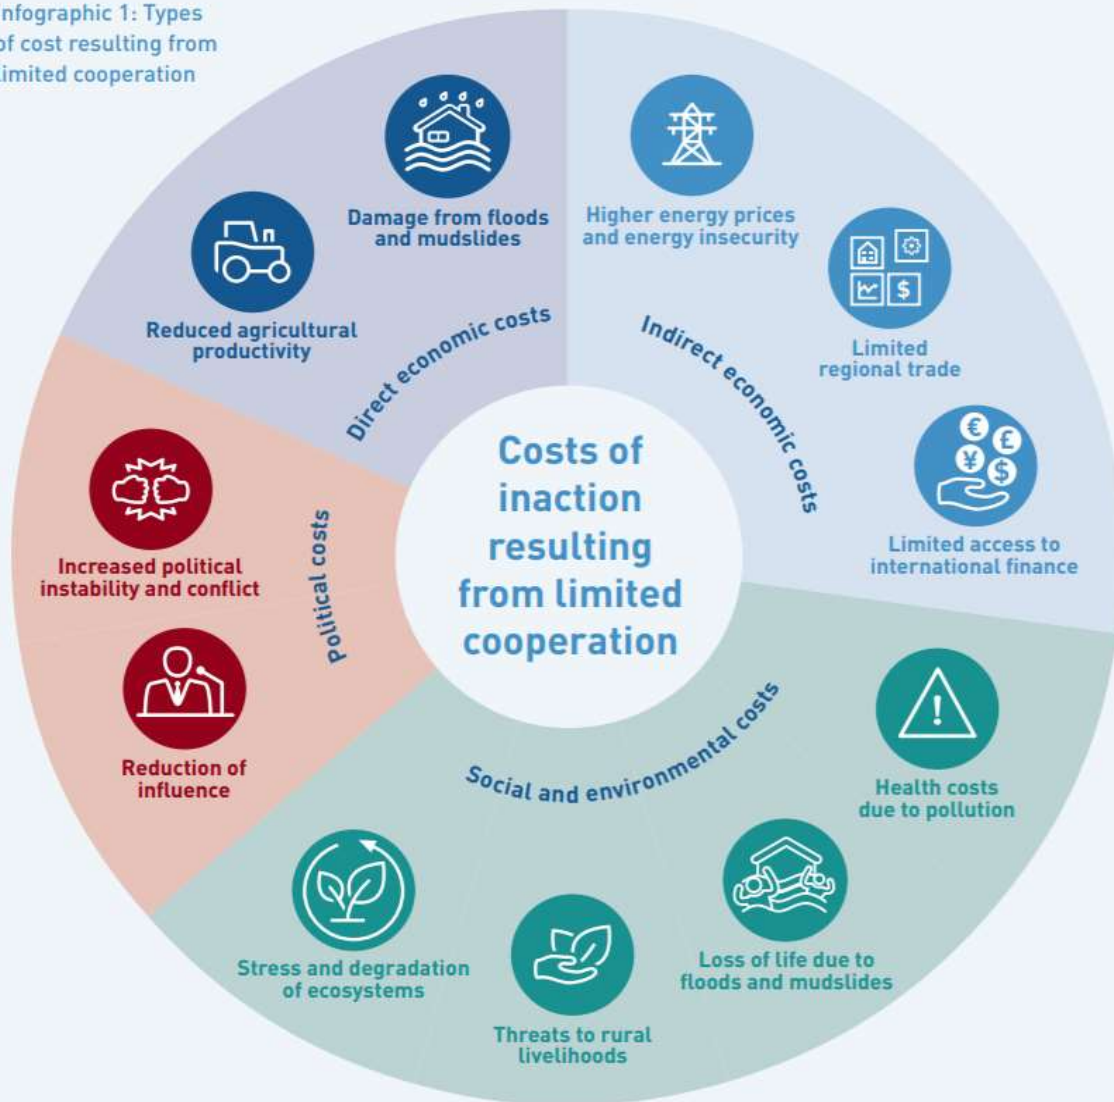 Infographic 1: Types
of cost resulting from
limited cooperation
Damage from floods
and mudslides
Reduced agricultural
productivity
Direct economic costs
Higher energy prices
and energy insecurity
Limited
regional trade
Limited access to
international finance
Indirect economic costs
Costs of
inaction
resulting
from limited
cooperation
Increased political
instability and conflict
Reduction of
influence
Political costs
Social and environmental costs
Health costs
due to pollution
Loss of life due to
floods and mudslides
Threats to rural
livelihoods
Stress and degradation
of ecosystems
$
€
£
¥
$
!